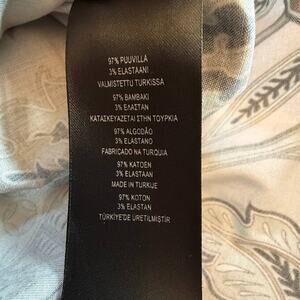 97% PUUVILLA
3% ELASTAANI
VALMISTETTU TURKISSA
97% ΒΑΜΒΑΚΙ
3% ΕΛΑΣΤΑΝ
ΚΑΤΑΣΚΕΥΑΖΕΤΑΙ ΣΤΗΝ ΤΟΥΡΚΙΑ
97% ALGODÃO
3% ELASTANO
FABRICADO NA TURQUIA
97% KATOEN
3% ELASTAAN
MADE IN TURKIJE
97% KOTON
3% ELASTAN
TÜRKİYE'DE ÜRETİLMİŞTİR